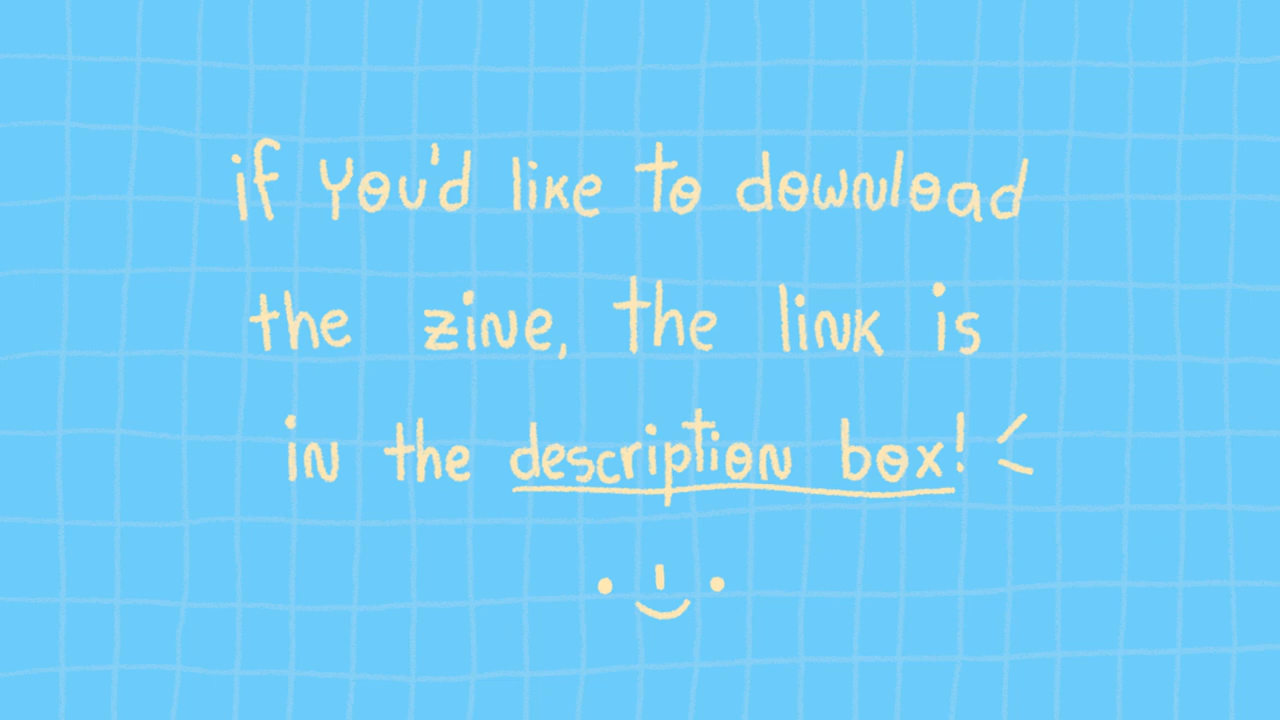 if you'd like to download
the zine, the link is
in the description box!